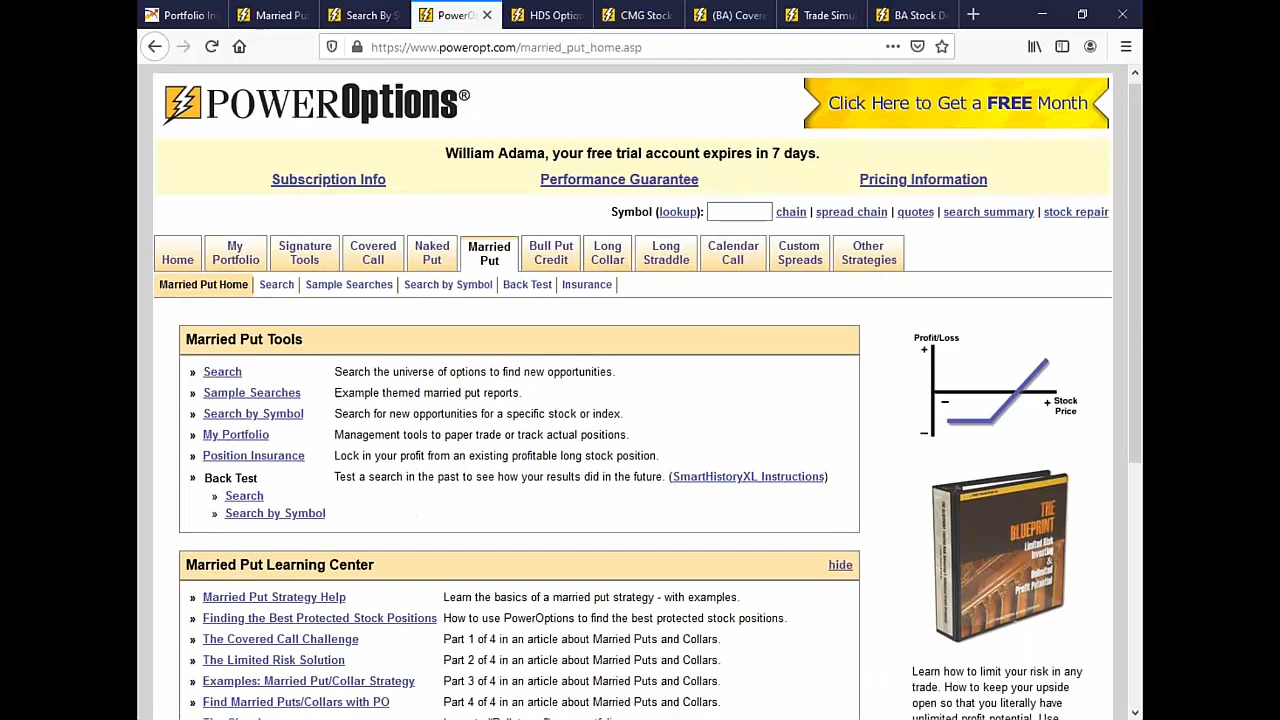 Portfolio In
Married Pu
Search By S
PowerO
HDS Optio
CMG Stock
(BA) Cover
Trade Simu
BA Stock D
https://www.poweropt.com/married_put_home.asp
POWEROptions®
Click Here to Get a FREE Month
William Adama, your free trial account expires in 7 days.
Subscription Info
Performance Guarantee
Pricing Information
Symbol (lookup): chain | spread chain | quotes | search summary | stock repair
Home
My Portfolio
Signature Tools
Covered Call
Naked Put
Married Put
Bull Put Credit
Long Collar
Long Straddle
Calendar Call
Custom Spreads
Other Strategies
Married Put Home | Search | Sample Searches | Search by Symbol | Back Test | Insurance |
Married Put Tools
» Search Search the universe of options to find new opportunities.
» Sample Searches Example themed married put reports.
» Search by Symbol Search for new opportunities for a specific stock or index.
» My Portfolio Management tools to paper trade or track actual positions.
» Position Insurance Lock in your profit from an existing profitable long stock position.
» Back Test Test a search in the past to see how your results did in the future. (SmartHistoryXL Instructions)
» Search
» Search by Symbol
Profit/Loss
+
−
+ Stock Price
−
THE BLUEPRINT
Limited Risk
Investing
&
Unlimited
Profit Potential
Married Put Learning Center hide
» Married Put Strategy Help Learn the basics of a married put strategy - with examples.
» Finding the Best Protected Stock Positions How to use PowerOptions to find the best protected stock positions.
» The Covered Call Challenge Part 1 of 4 in an article about Married Puts and Collars.
» The Limited Risk Solution Part 2 of 4 in an article about Married Puts and Collars.
» Examples: Married Put/Collar Strategy Part 3 of 4 in an article about Married Puts and Collars.
» Find Married Puts/Collars with PO Part 4 of 4 in an article about Married Puts and Collars.
Learn how to limit your risk in any
trade. How to keep your upside
open so that you literally have
unlimited profit potential. Use